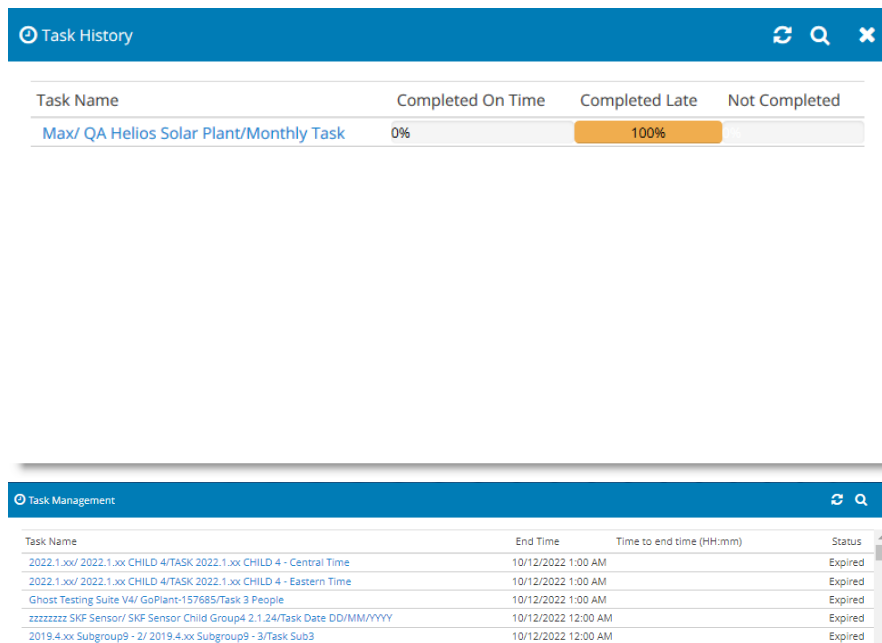 Task History
Task Name Completed On Time Completed Late Not Completed
Max/ QA Helios Solar Plant/Monthly Task 0% 100% 0%
Task Management
Task Name End Time Time to end time (HH:mm) Status
2022.1.xx/ 2022.1.xx CHILD 4/TASK 2022.1.xx CHILD 4 - Central Time 10/12/2022 1:00 AM Expired
2022.1.xx/ 2022.1.xx CHILD 4/TASK 2022.1.xx CHILD 4 - Eastern Time 10/12/2022 1:00 AM Expired
Ghost Testing Suite V4/ GoPlant-157685/Task 3 People 10/12/2022 1:00 AM Expired
zzzzzzzz SKF Sensor/ SKF Sensor Child Group4 2.1.24/Task Date DD/MM/YYYY 10/12/2022 12:00 AM Expired
2019.4.xx Subgroup9 - 2/ 2019.4.xx Subgroup9 - 3/Task Sub3 10/12/2022 12:00 AM Expired